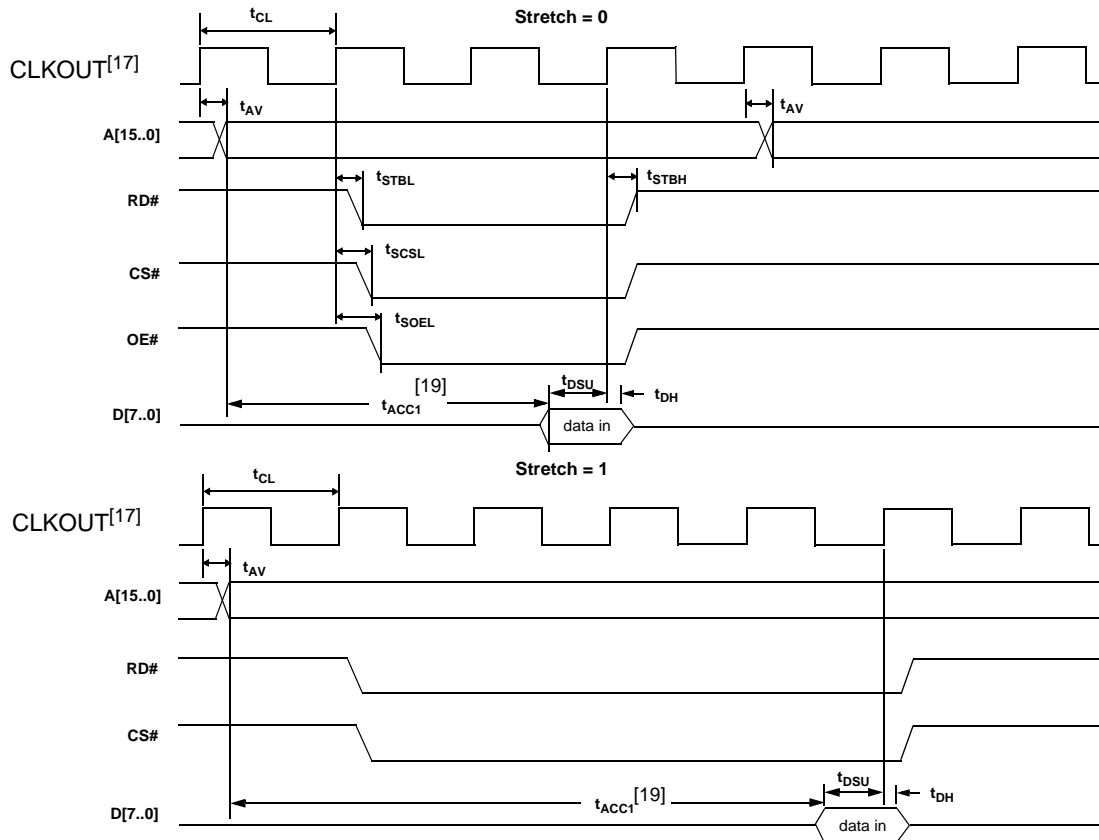 tCL
Stretch = 0
CLKOUT[17]
tAV
tAV
A[15..0]
tSTBL
tSTBH
RD#
tSCSL
CS#
tSOEL
OE#
[19]
tDSU
tACC1
tDH
D[7..0]
data in
Stretch = 1
tCL
CLKOUT[17]
tAV
A[15..0]
RD#
CS#
tDSU
tACC1[19]
tDH
D[7..0]
data in